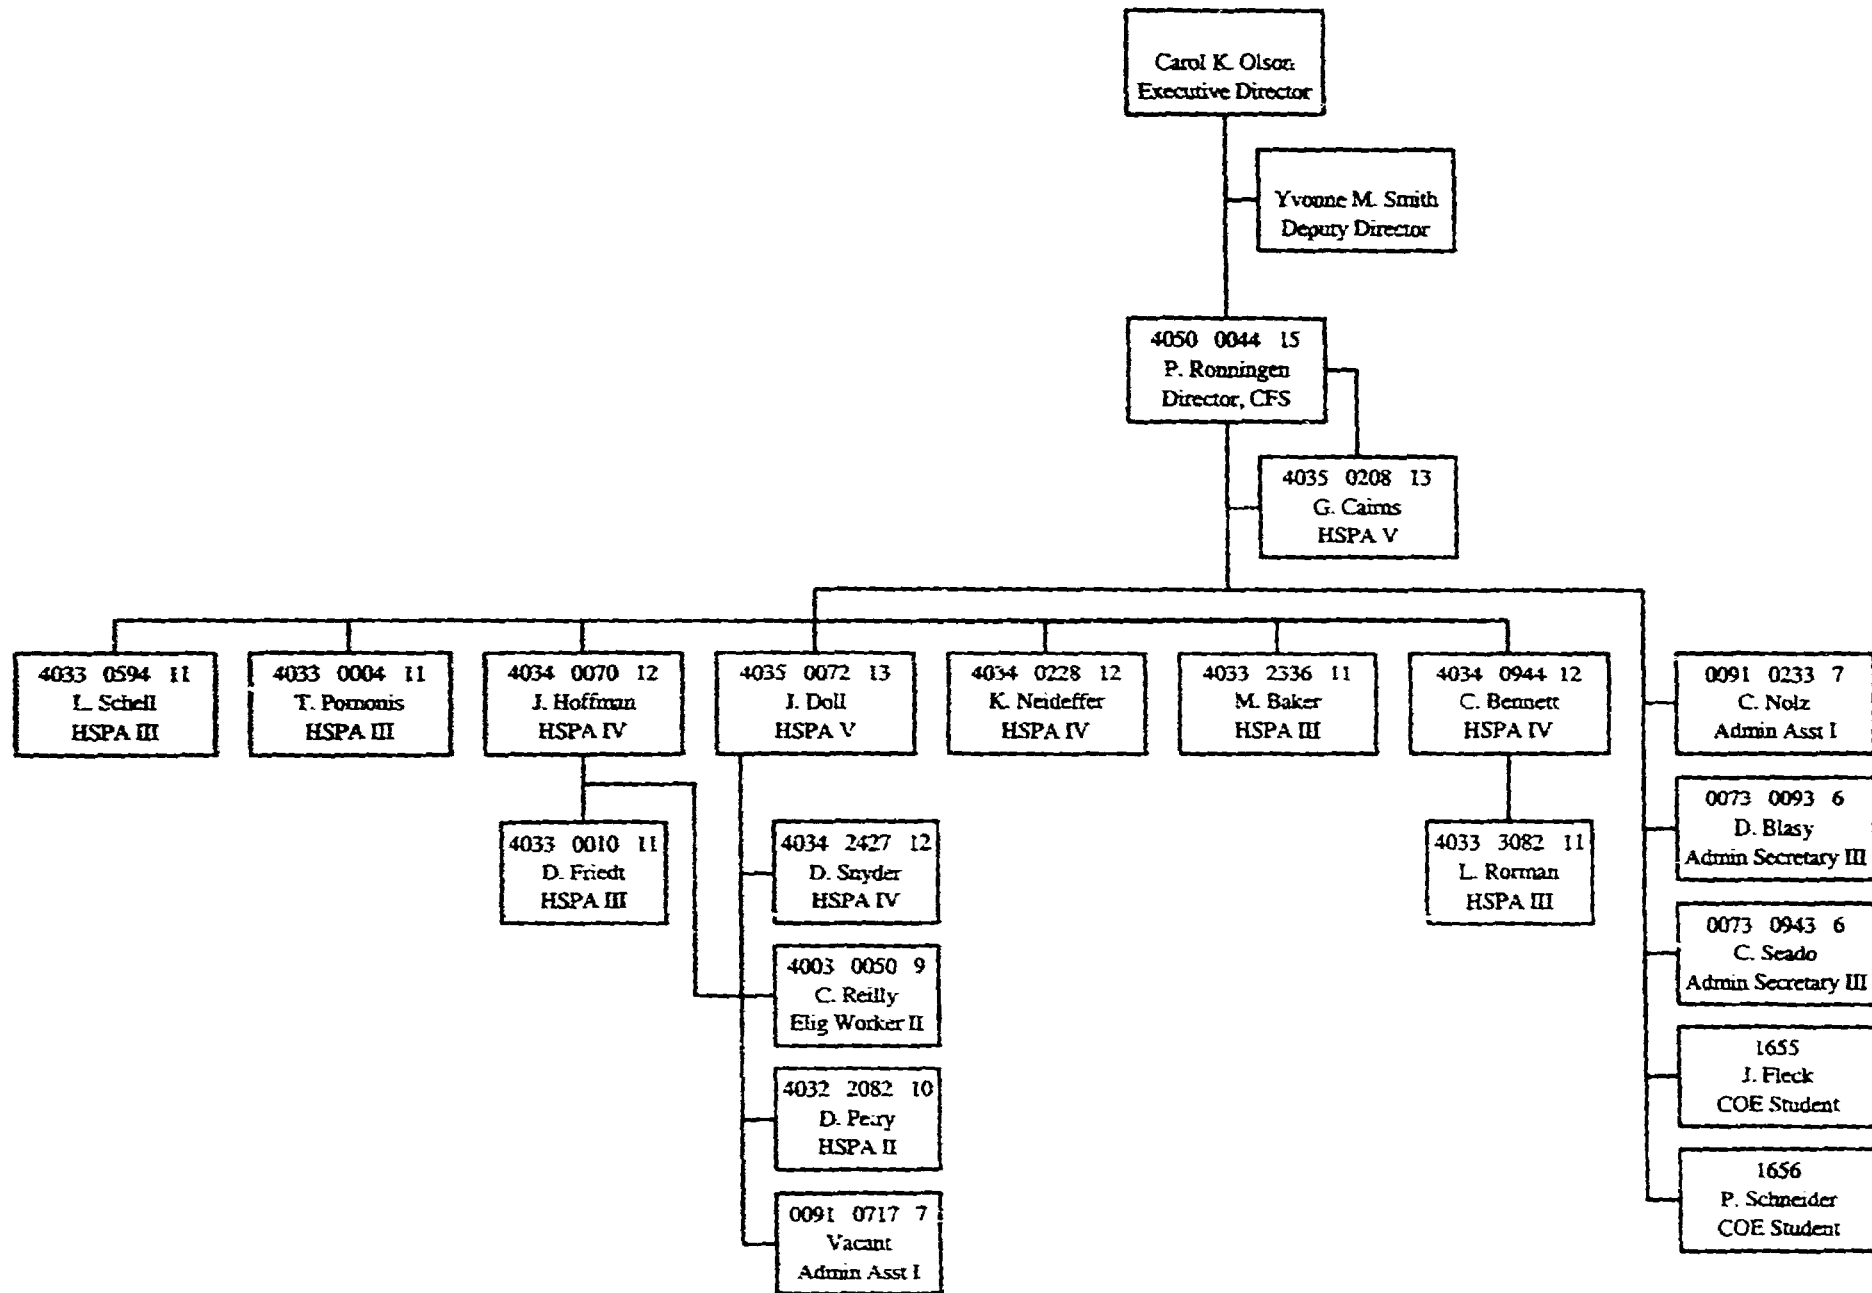 Carol K. Olson
Executive Director
Yvonne M. Smith
Deputy Director
4050 0044 15
P. Ronningen
Director, CFS
4035 0208 13
G. Cairns
HSPA V
4033 0594 11
L. Schell
HSPA III
4033 0004 11
T. Pomonis
HSPA III
4034 0070 12
J. Hoffman
HSPA IV
4035 0072 13
J. Doll
HSPA V
4034 0228 12
K. Neideffer
HSPA IV
4033 2336 11
M. Baker
HSPA III
4034 0944 12
C. Bennett
HSPA IV
0091 0233 7
C. Nolz
Admin Asst I
0073 0093 6
D. Blasy
Admin Secretary III
4033 0010 11
D. Friedt
HSPA III
4034 2427 12
D. Snyder
HSPA IV
4033 3082 11
L. Rorman
HSPA III
0073 0943 6
C. Seado
Admin Secretary III
4003 0050 9
C. Reilly
Elig Worker II
1655
J. Fleck
COE Student
4032 2082 10
D. Petry
HSPA II
1656
P. Schneider
COE Student
0091 0717 7
Vacant
Admin Asst I